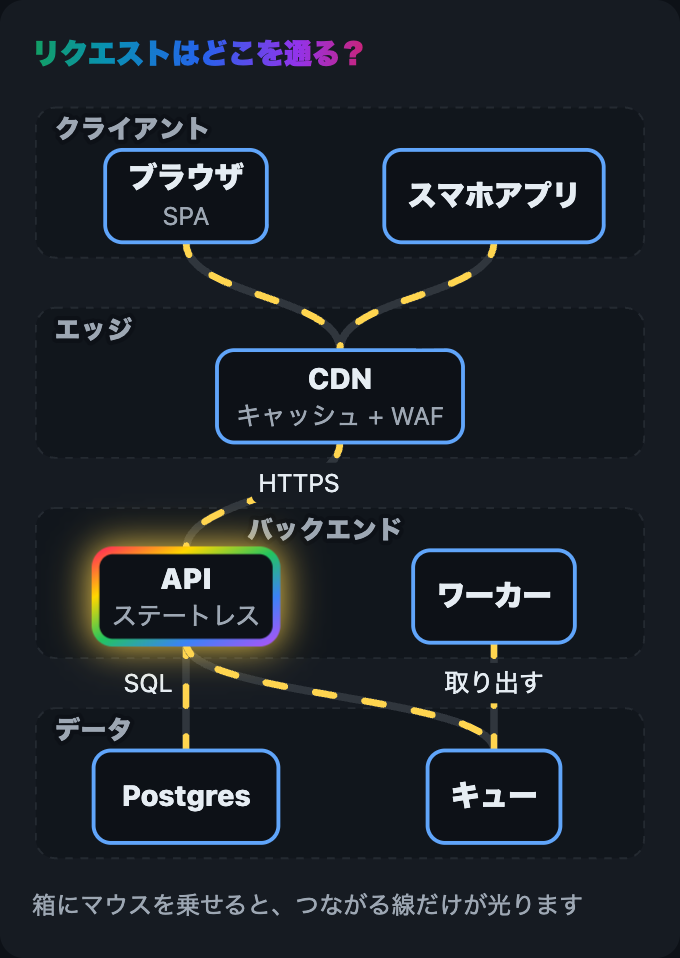 リクエストはどこを通る？
クライアント
ブラウザ
SPA
スマホアプリ
エッジ
CDN
キャッシュ + WAF
HTTPS
バックエンド
API
ステートレス
ワーカー
SQL
取り出す
データ
Postgres
キュー
箱にマウスを乗せると、つながる線だけが光ります